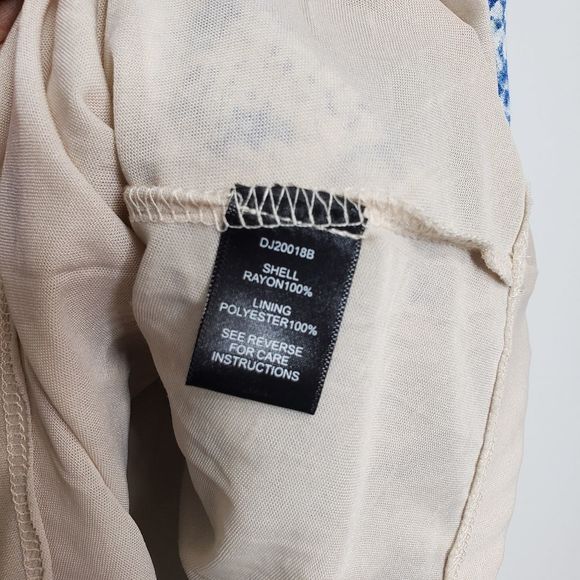 DJ20018B
SHELL
RAYON100%
LINING
POLYESTER100%
SEE REVERSE
FOR CARE
INSTRUCTIONS